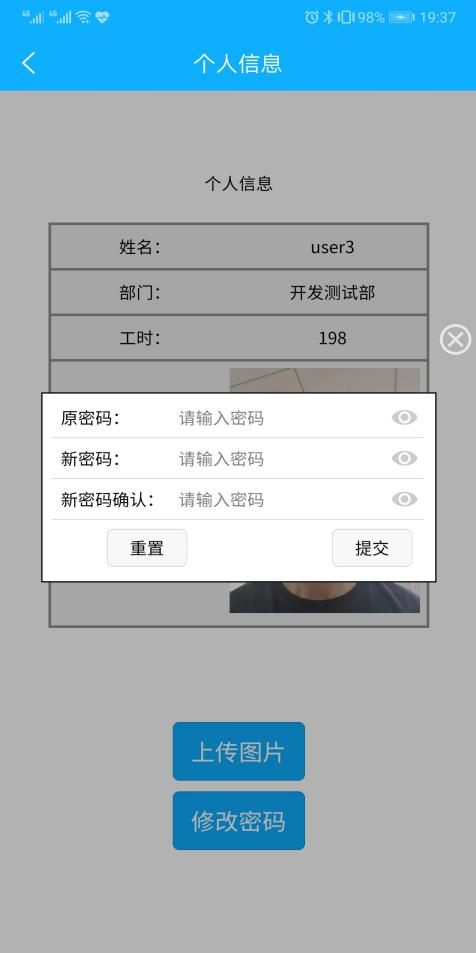 4G 4G 98% 19:37
个人信息
个人信息
姓名： user3
部门： 开发测试部
工时： 198
原密码： 请输入密码
新密码： 请输入密码
新密码确认： 请输入密码
重置 提交
上传图片
修改密码